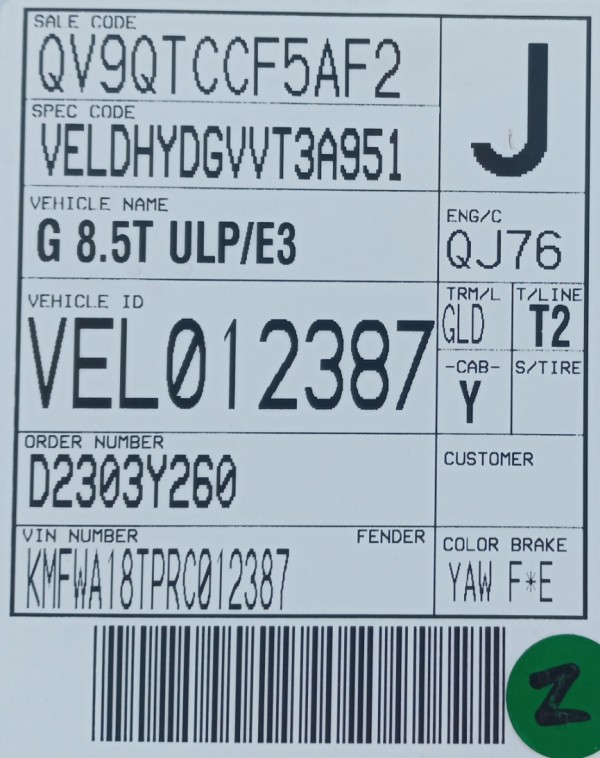 SALE CODE
QV9QTCCF5AF2
J
SPEC CODE
VELDHYDGVVT3A951
VEHICLE NAME
G 8.5T ULP/E3
ENG/C
QJ76
VEHICLE ID
VEL012387
TRM/L
GLD
T/LINE
T2
-CAB-
Y
S/TIRE
ORDER NUMBER
D2303Y260
CUSTOMER
VIN NUMBER FENDER
KMFWA18TPRC012387
COLOR BRAKE
YAW F*E
Z